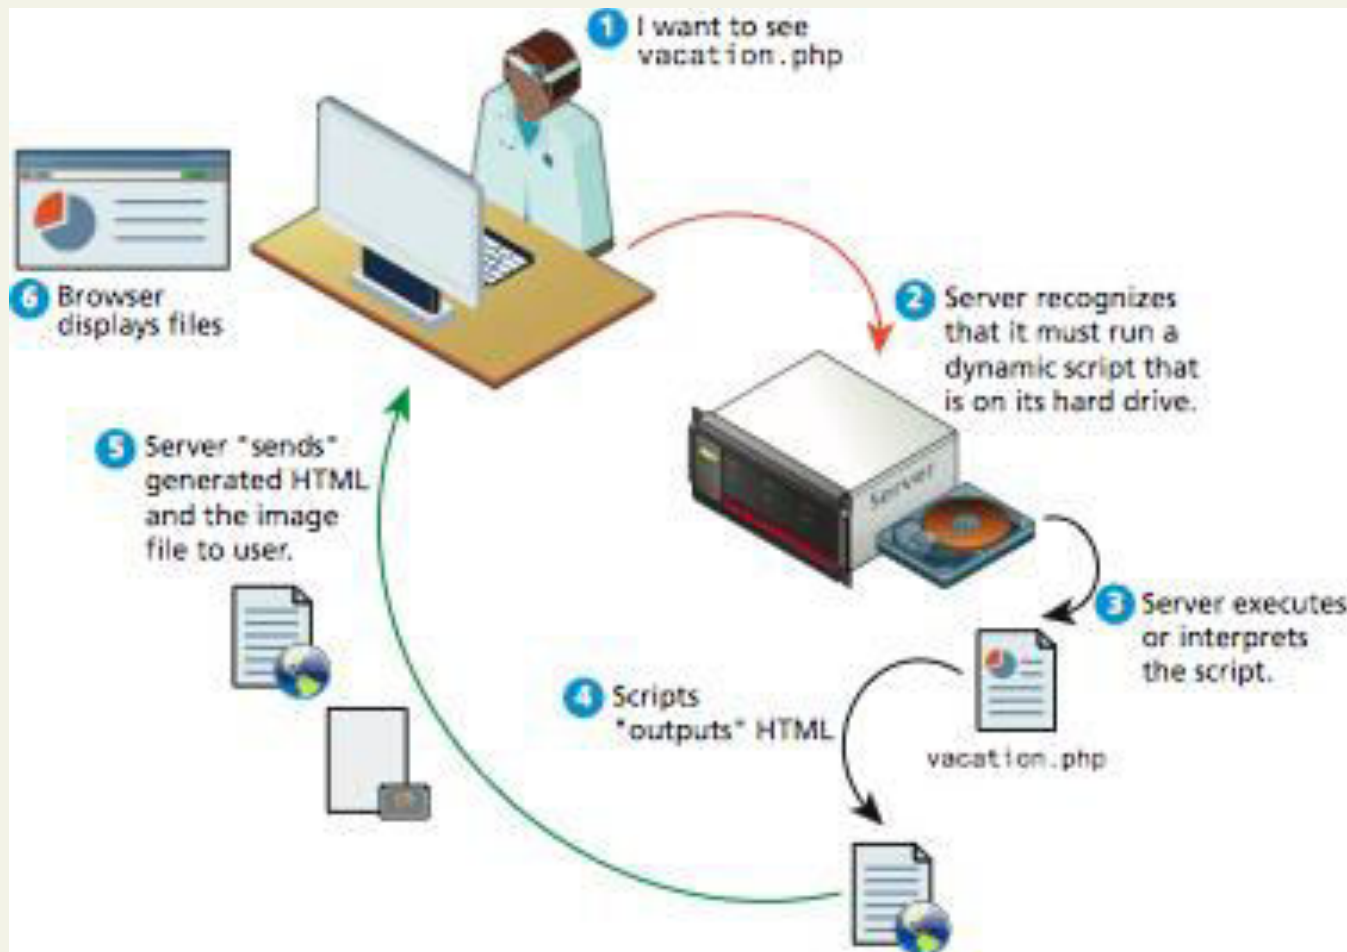 1 I want to see
vacation.php
2 Server recognizes
that it must run a
dynamic script that
is on its hard drive.
Server
3 Server executes
or interprets
the script.
vacation.php
4 Scripts
"outputs" HTML
5 Server "sends"
generated HTML
and the image
file to user.
6 Browser
displays files